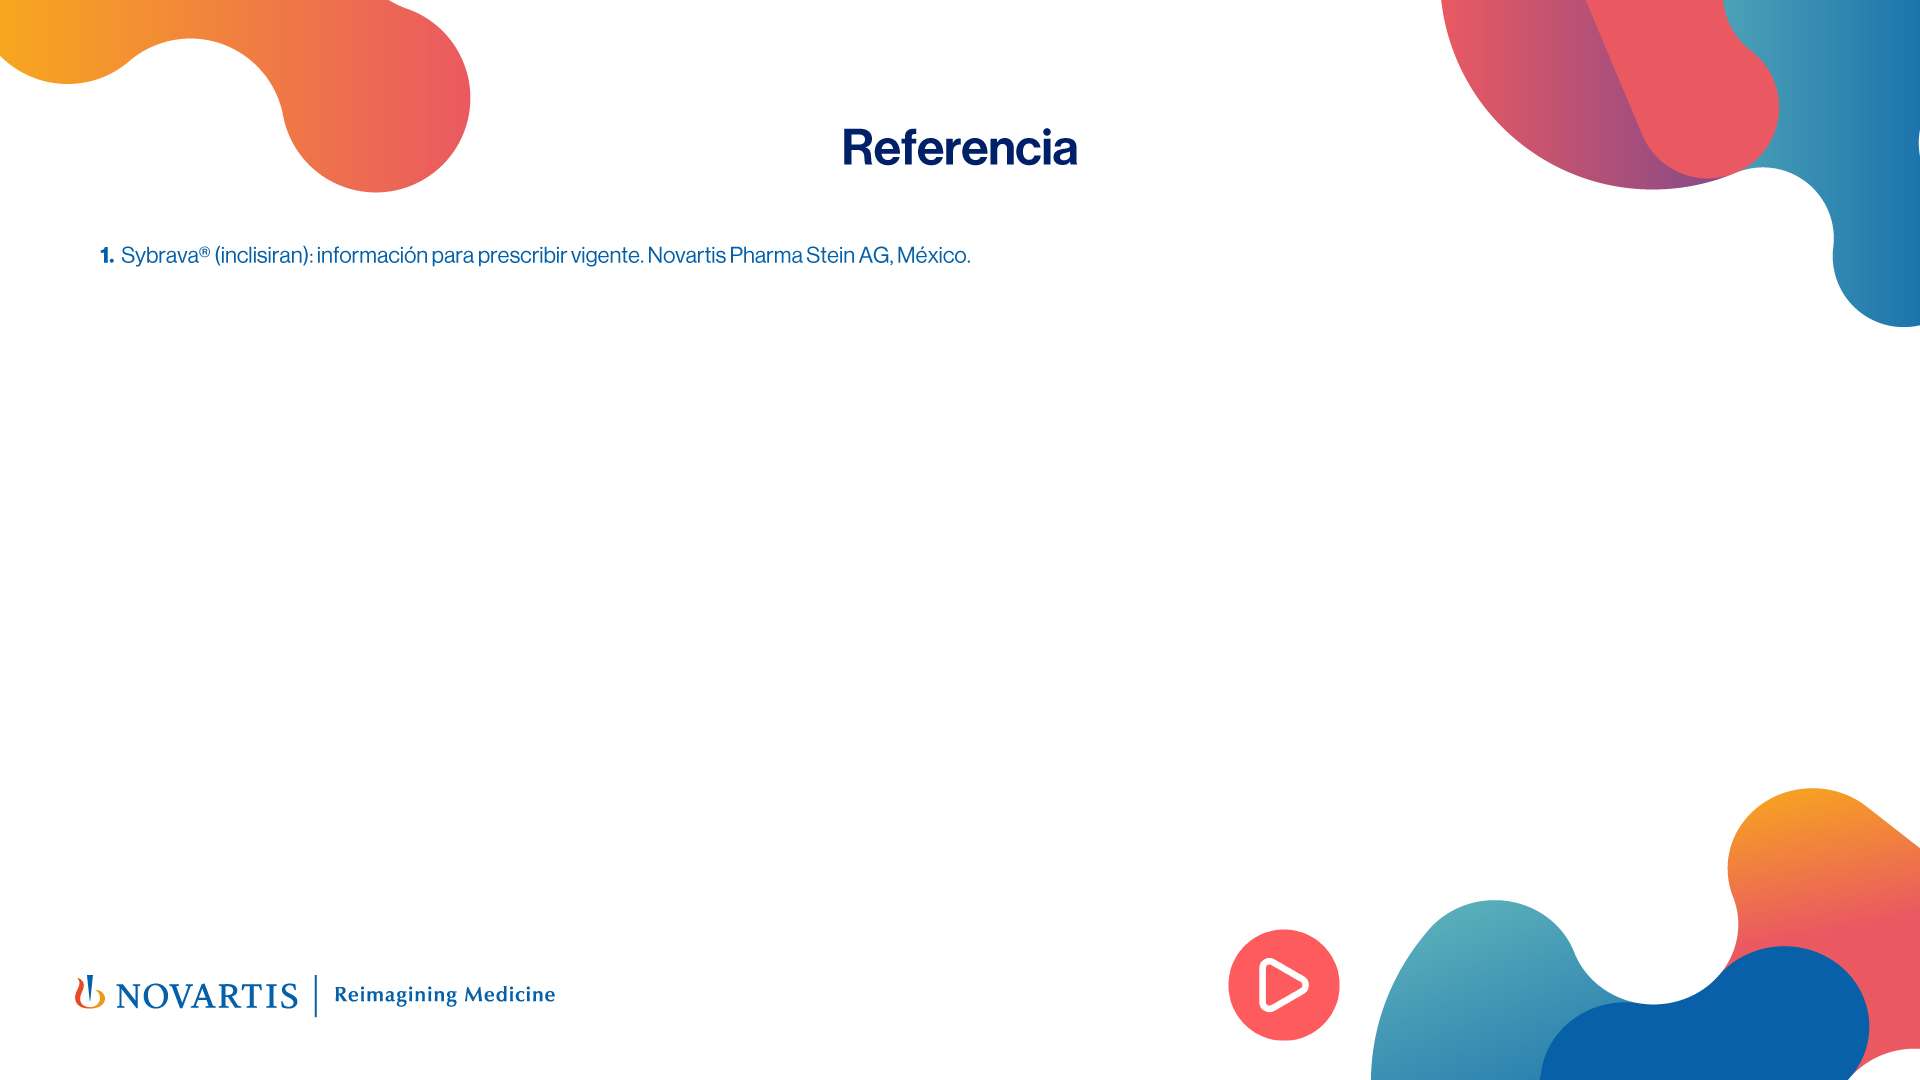 Referencia
1. Sybrava® (inclisiran): información para prescribir vigente. Novartis Pharma Stein AG, México.
NOVARTIS | Reimagining Medicine